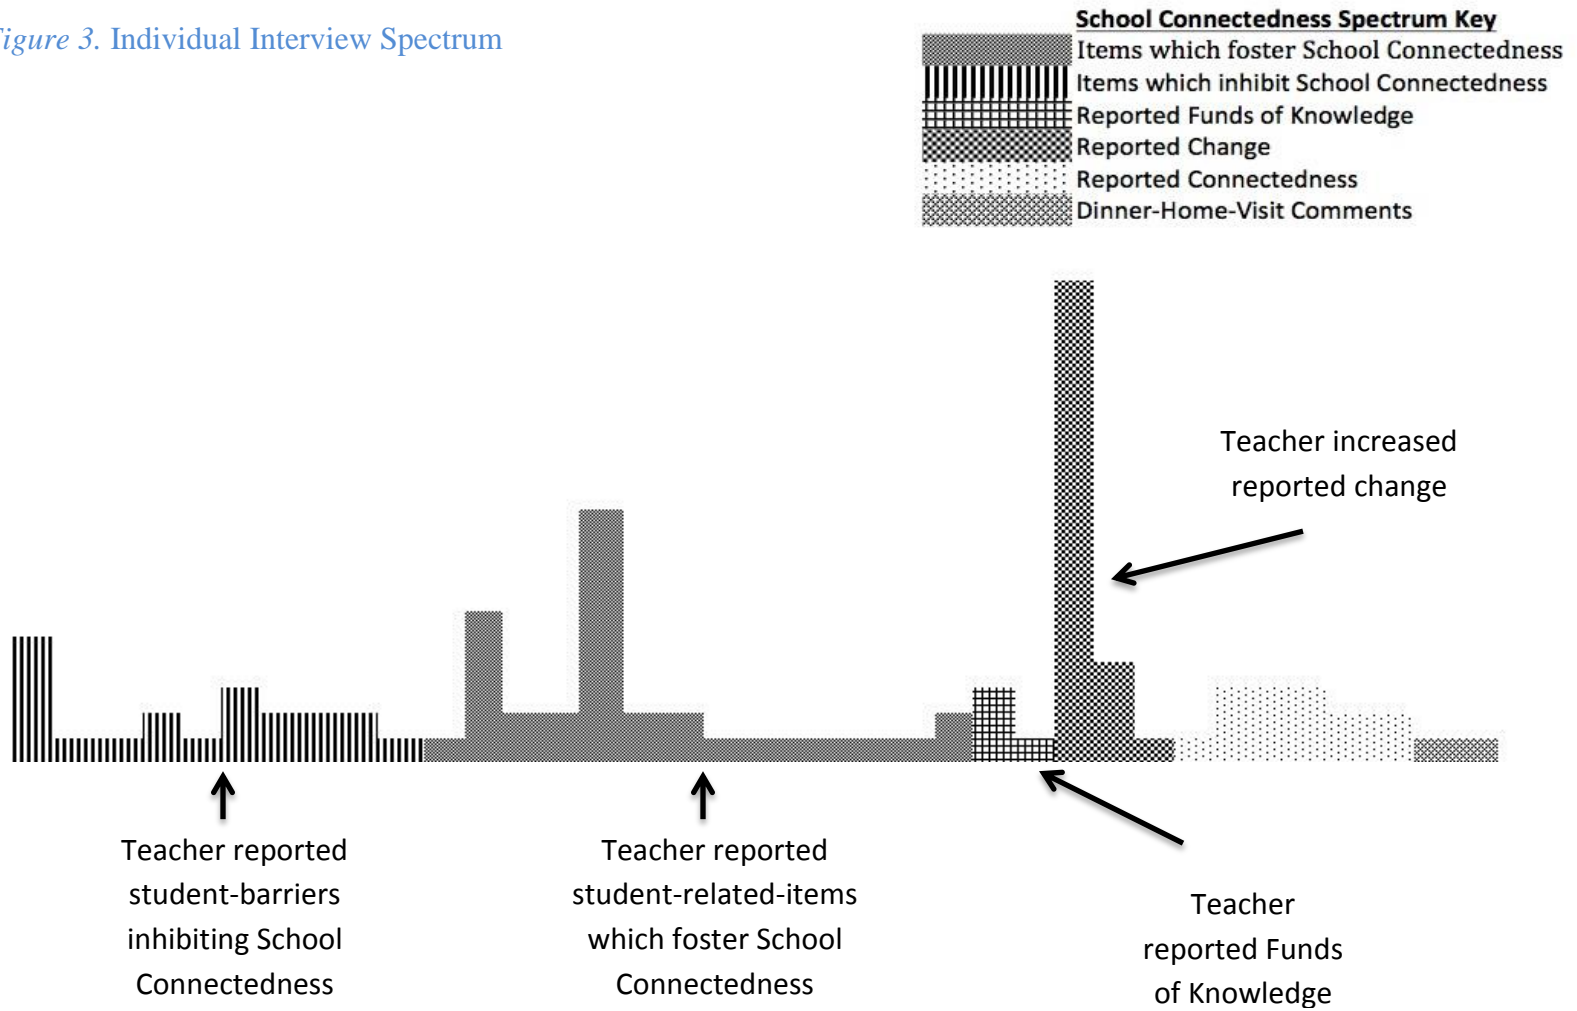 igure 3. Individual Interview Spectrum
School Connectedness Spectrum Key
Items which foster School Connectedness
Items which inhibit School Connectedness
Reported Funds of Knowledge
Reported Change
Reported Connectedness
Dinner-Home-Visit Comments
Teacher increased
reported change
Teacher reported
student-barriers
inhibiting School
Connectedness
Teacher reported
student-related-items
which foster School
Connectedness
Teacher
reported Funds
of Knowledge